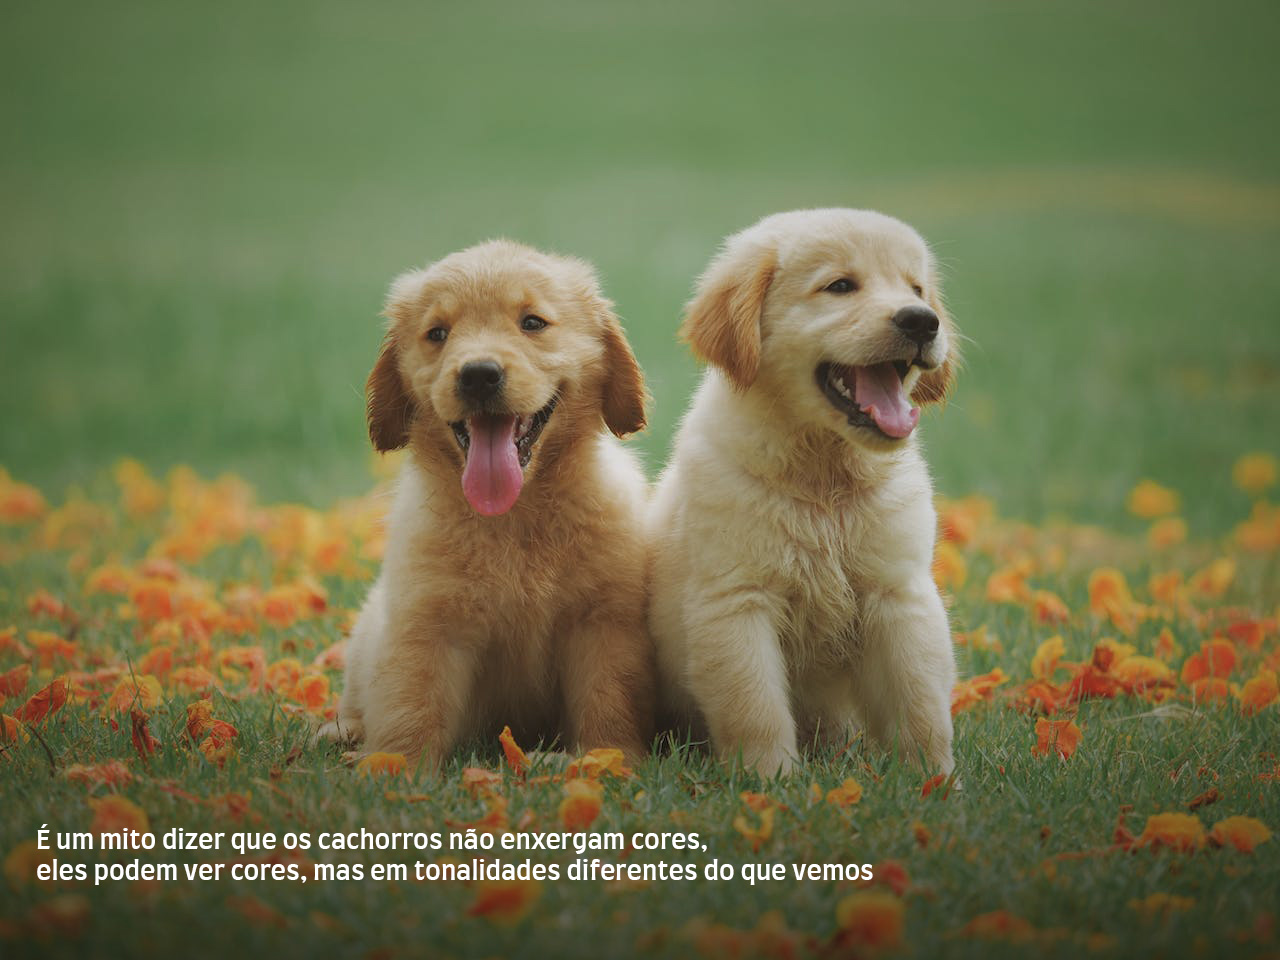 É um mito dizer que os cachorros não enxergam cores,
eles podem ver cores, mas em tonalidades diferentes do que vemos